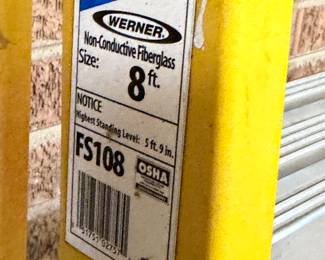 WERNER
Non-Conductive Fiberglass
Size: 8 ft.
NOTICE
Highest Standing Level: 5 ft. 9 in.
FS108
OSHA